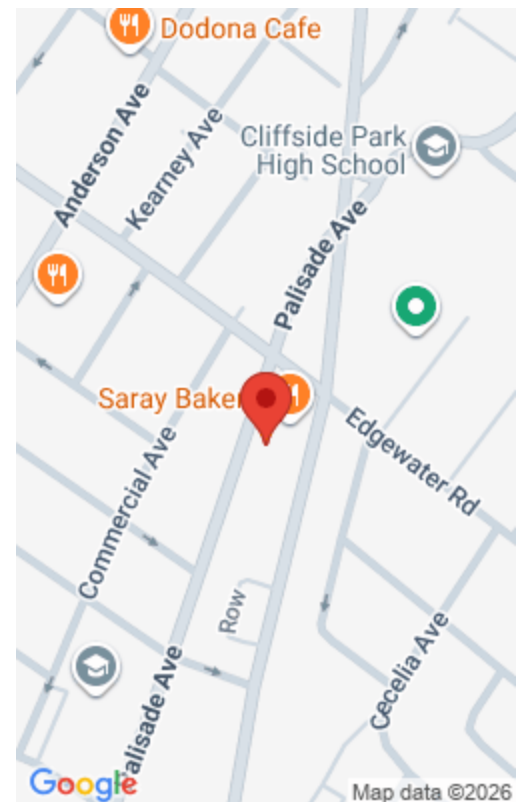 Dodona Cafe
Anderson Ave
Kearney Ave
Cliffside Park
High School
Palisade Ave
Saray Baker
Edgewater Rd
Commercial Ave
Row
Cecelia Ave
alisade Ave
Google
Map data ©2026